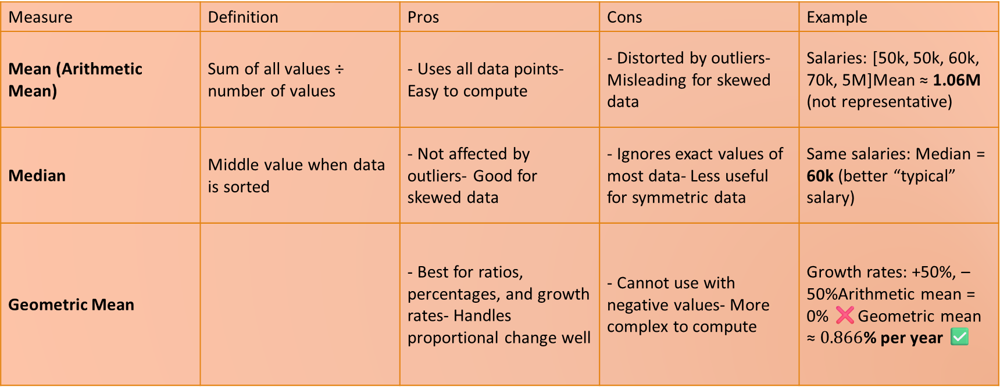 Measure
Definition
Pros
Cons
Example
Mean (Arithmetic
Mean)
Sum of all values ÷
number of values
- Uses all data points-
Easy to compute
- Distorted by outliers-
Misleading for skewed
data
Salaries: [50k, 50k, 60k,
70k, 5M]Mean ≈ 1.06M
(not representative)
Median
Middle value when data
is sorted
- Not affected by
outliers- Good for
skewed data
- Ignores exact values of
most data- Less useful
for symmetric data
Same salaries: Median =
60k (better “typical”
salary)
Geometric Mean
- Best for ratios,
percentages, and growth
rates- Handles
proportional change well
- Cannot use with
negative values- More
complex to compute
Growth rates: +50%, –
50%Arithmetic mean =
0% ❌ Geometric mean
≈ 0.866% per year ✅